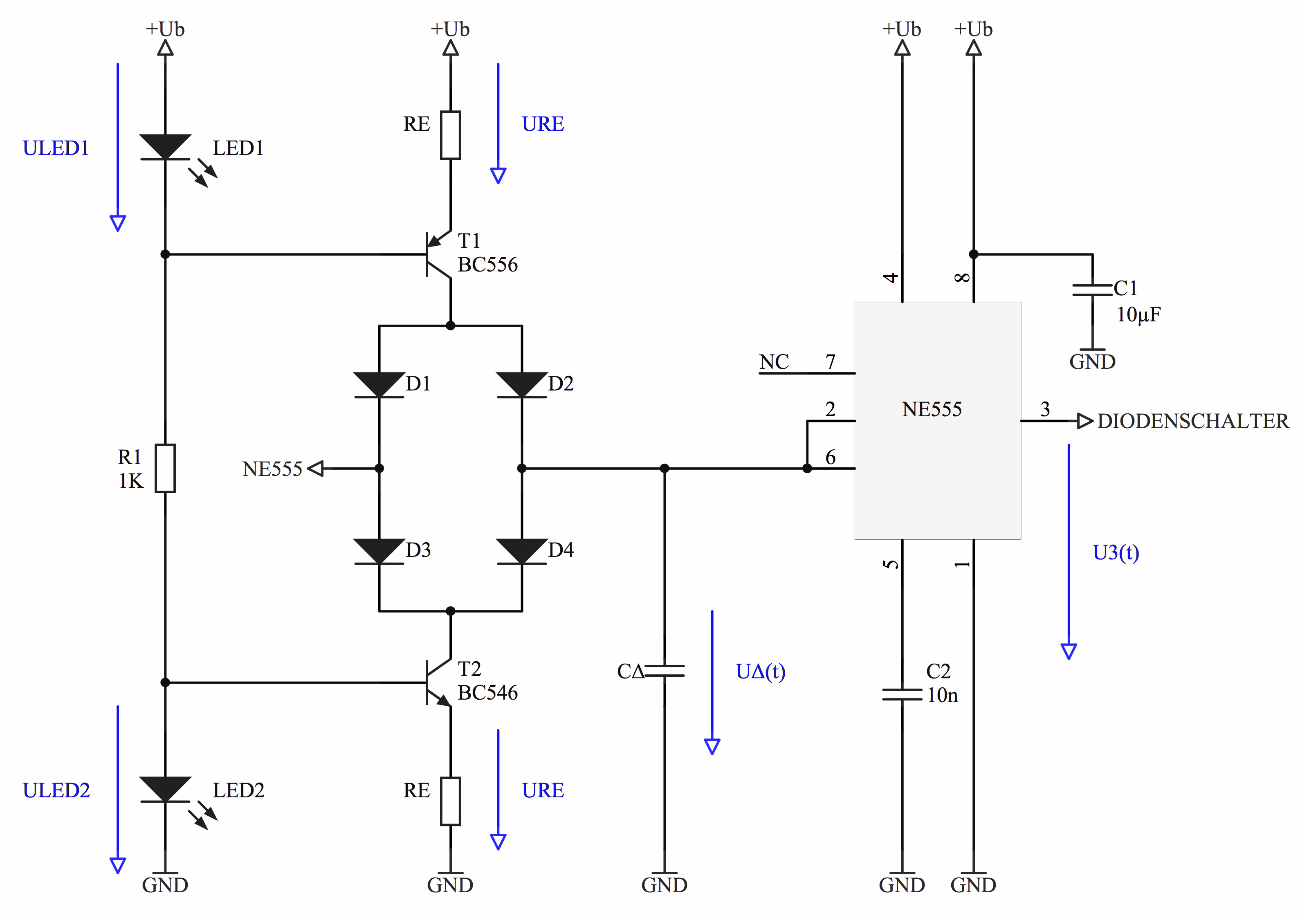 +Ub
+Ub
+Ub
+Ub
ULED1
LED1
RE
URE
T1
BC556
4
8
C1
10µF
GND
NC
7
D1
D2
2
NE555
3
DIODENSCHALTER
R1
1K
NE555
6
D3
D4
5
1
U3(t)
T2
BC546
CΔ
UΔ(t)
C2
10n
ULED2
LED2
RE
URE
GND
GND
GND
GND
GND